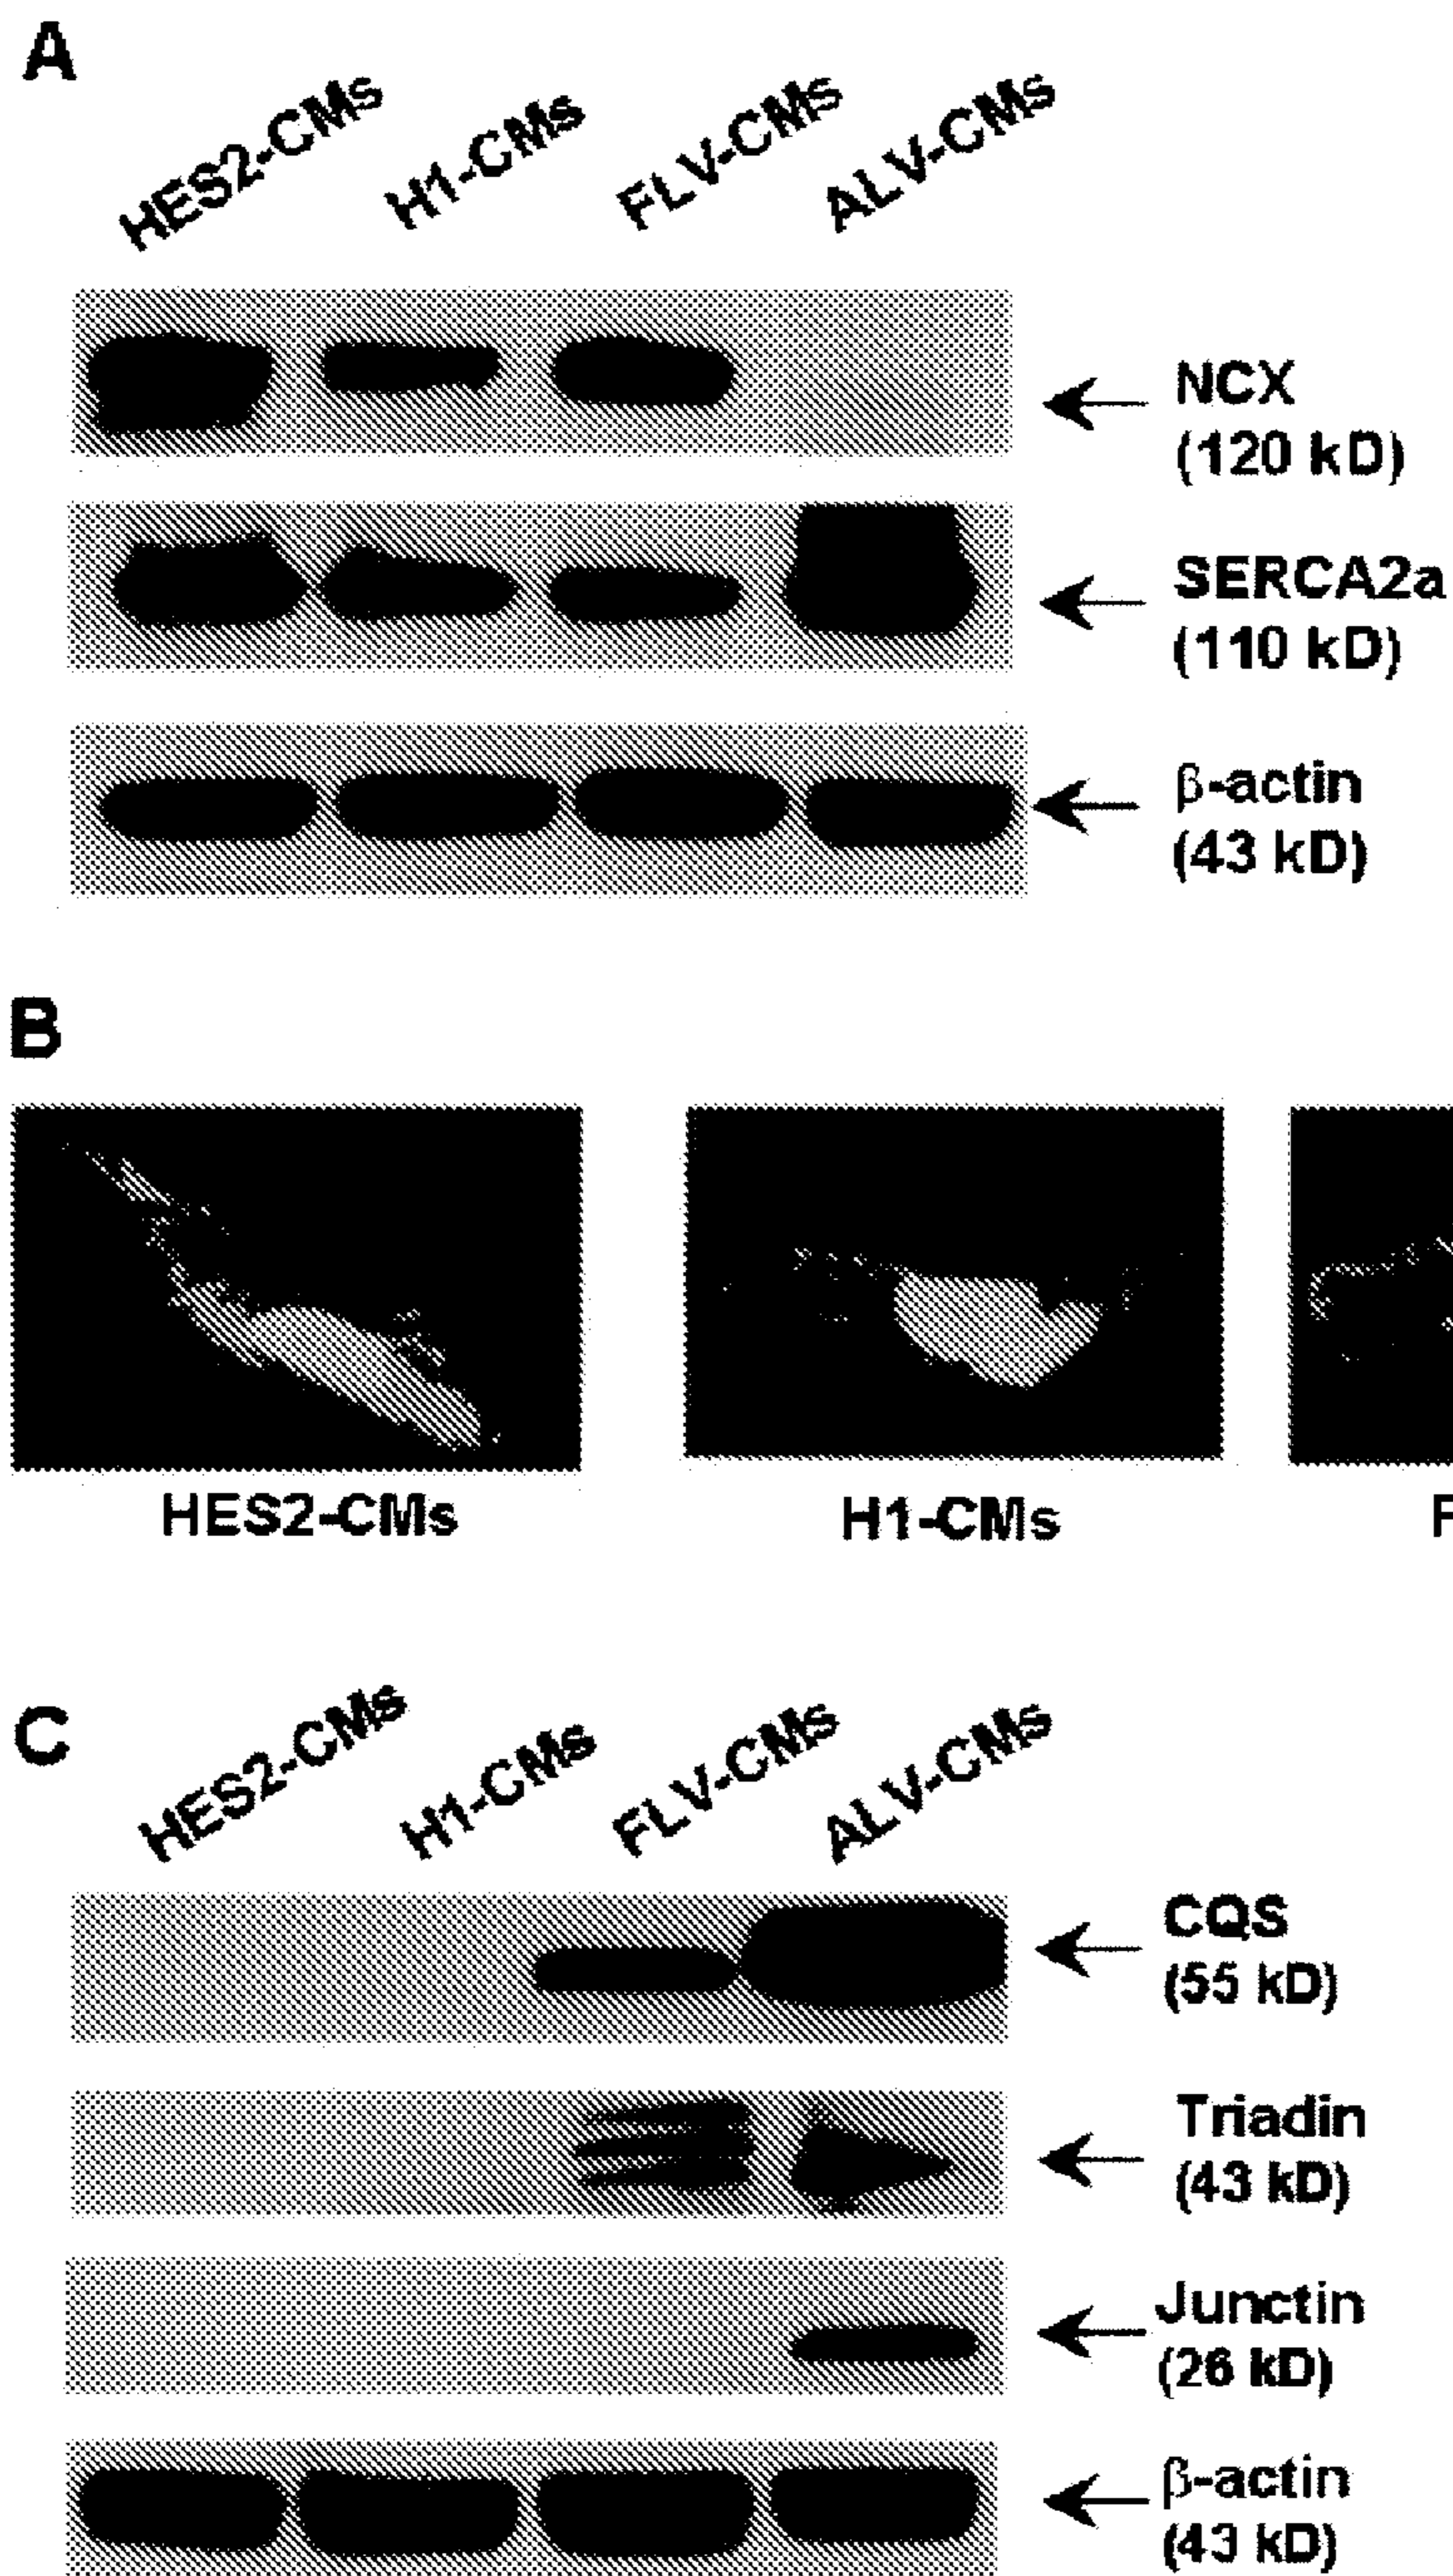 A
HES2-CMs
H1-CMs
FLV-CMs
ALV-CMs
NCX
(120 kD)
SERCA2a
(110 kD)
β-actin
(43 kD)
B
HES2-CMs
H1-CMs
C
HES2-CMs
H1-CMs
FLV-CMs
ALV-CMs
CQS
(55 kD)
Triadin
(43 kD)
Junctin
(26 kD)
β-actin
(43 kD)